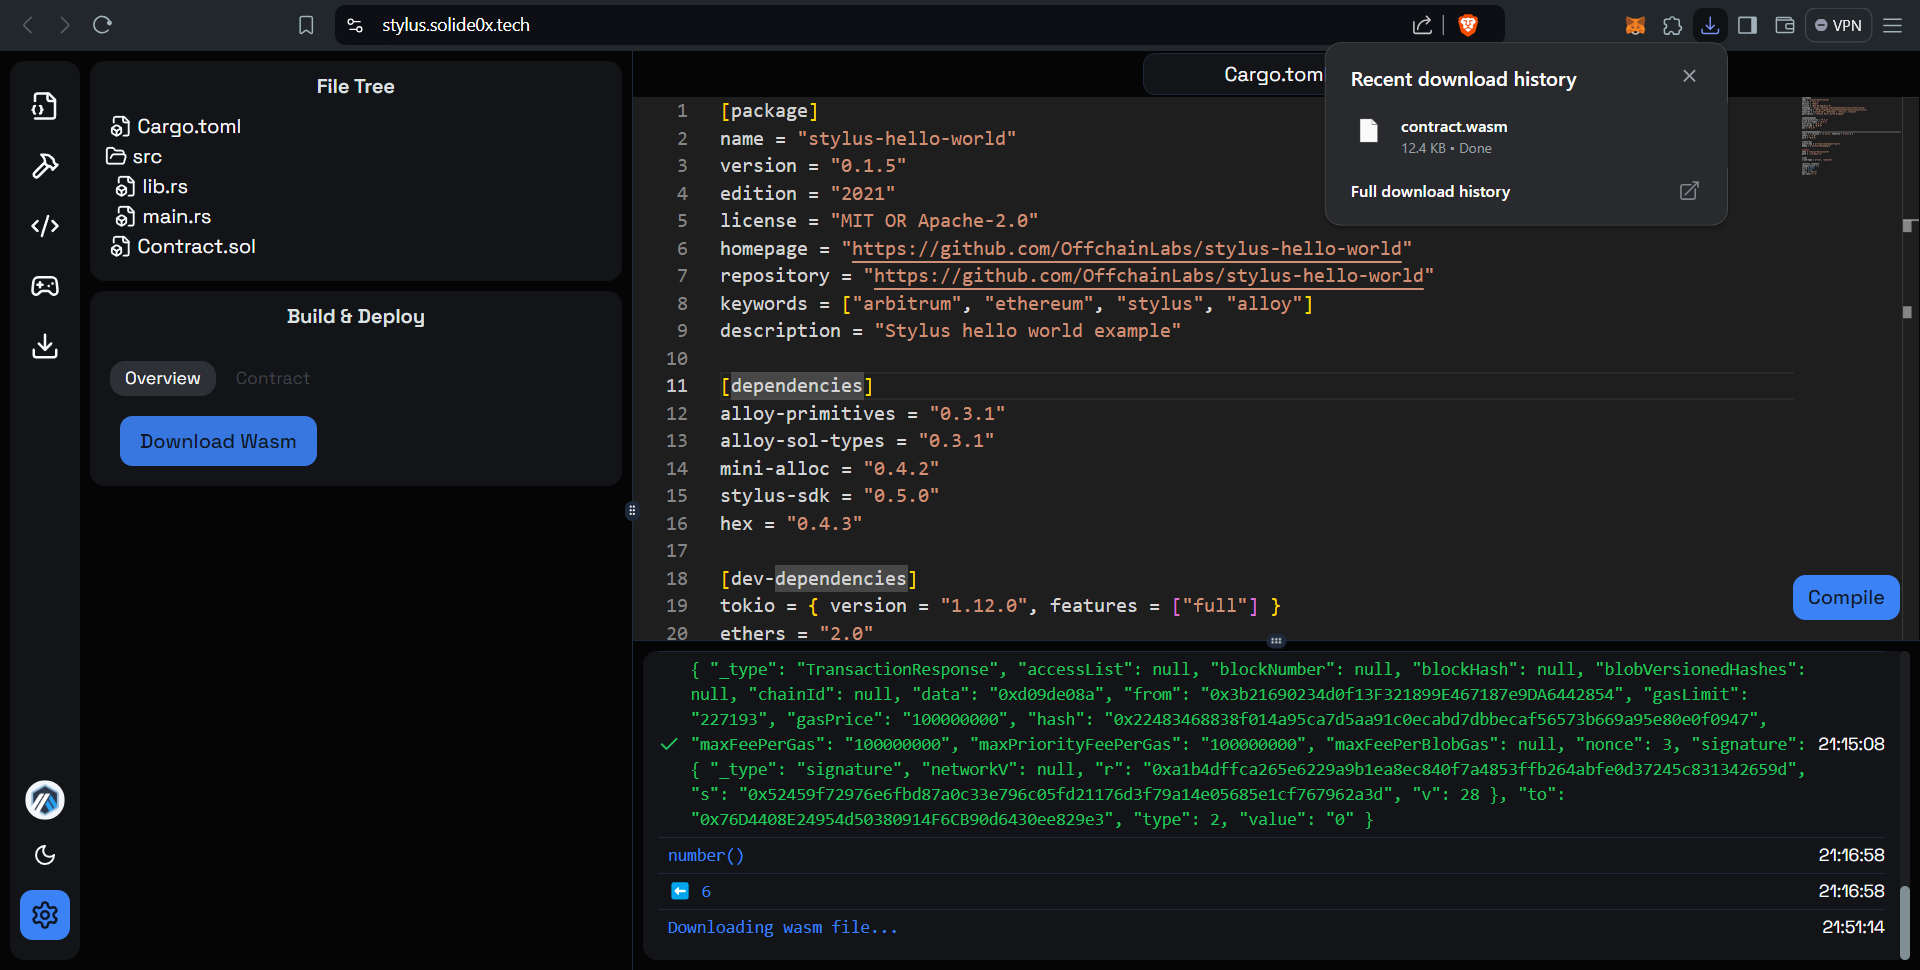 stylus.solide0x.tech
VPN
File Tree
Cargo.toml
src
lib.rs
main.rs
Contract.sol
Build & Deploy
Overview
Contract
Download Wasm
Cargo.toml
Recent download history
contract.wasm
12.4 KB • Done
Full download history
1 [package]
2 name = "stylus-hello-world"
3 version = "0.1.5"
4 edition = "2021"
5 license = "MIT OR Apache-2.0"
6 homepage = "https://github.com/OffchainLabs/stylus-hello-world"
7 repository = "https://github.com/OffchainLabs/stylus-hello-world"
8 keywords = ["arbitrum", "ethereum", "stylus", "alloy"]
9 description = "Stylus hello world example"
10
11 [dependencies]
12 alloy-primitives = "0.3.1"
13 alloy-sol-types = "0.3.1"
14 mini-alloc = "0.4.2"
15 stylus-sdk = "0.5.0"
16 hex = "0.4.3"
17
18 [dev-dependencies]
19 tokio = { version = "1.12.0", features = ["full"] }
20 ethers = "2.0"
Compile
{ "_type": "TransactionResponse", "accessList": null, "blockNumber": null, "blockHash": null, "blobVersionedHashes":
null, "chainId": null, "data": "0xd09de08a", "from": "0x3b21690234d0f13F321899E467187e9DA6442854", "gasLimit":
"227193", "gasPrice": "100000000", "hash": "0x22483468838f014a95ca7d5aa91c0ecabd7dbbecaf56573b669a95e80e0f0947",
"maxFeePerGas": "100000000", "maxPriorityFeePerGas": "100000000", "maxFeePerBlobGas": null, "nonce": 3, "signature": 21:15:08
{ "_type": "signature", "networkV": null, "r": "0xa1b4dffca265e6229a9b1ea8ec840f7a4853ffb264abfe0d37245c831342659d",
"s": "0x52459f72976e6fbd87a0c33e796c05fd21176d3f79a14e05685e1cf767962a3d", "v": 28 }, "to":
"0x76D4408E24954d50380914F6CB90d6430ee829e3", "type": 2, "value": "0" }
number() 21:16:58
6 21:16:58
Downloading wasm file... 21:51:14